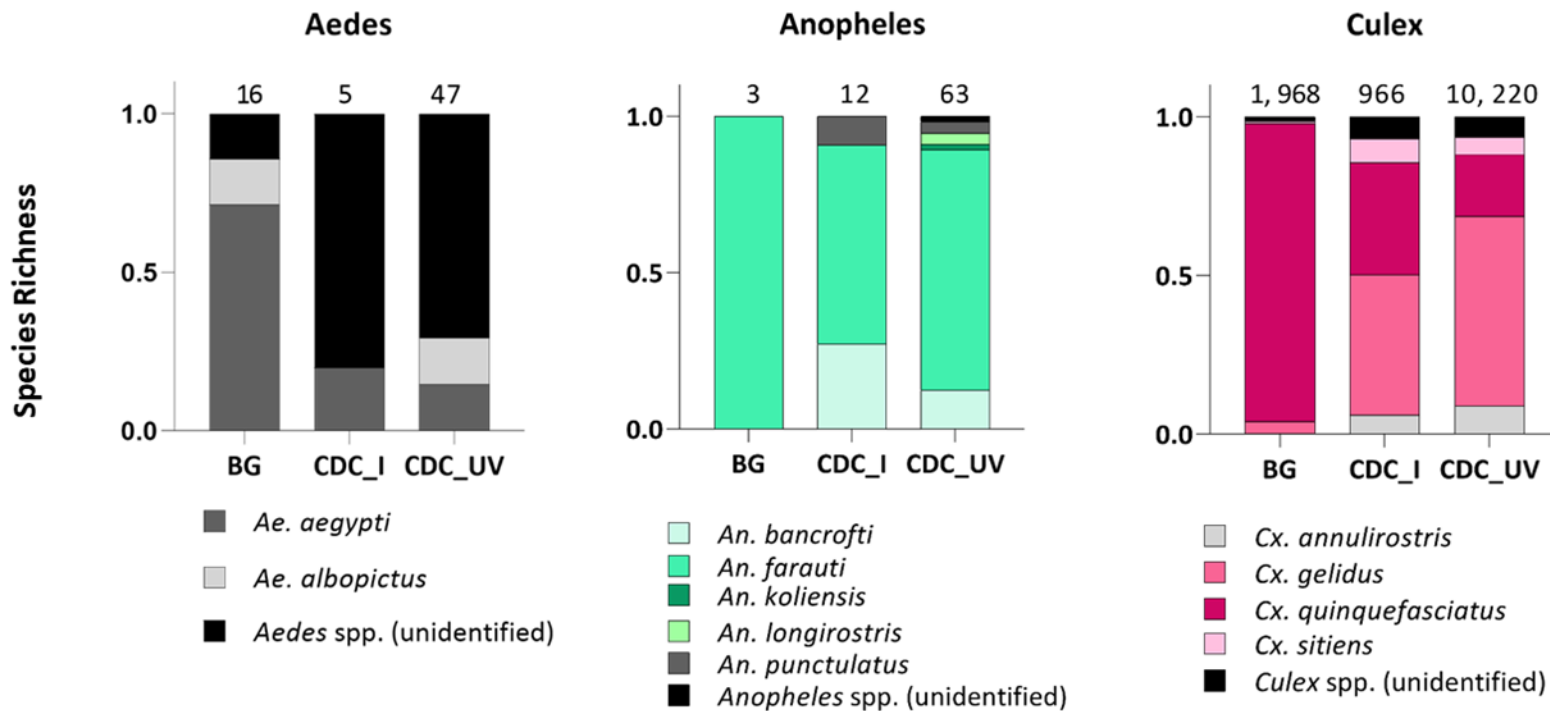 Aedes
Anopheles
Culex
Species Richness
1.0
0.5
0.0
16
5
47
BG
CDC_I
CDC_UV
Ae. aegypti
Ae. albopictus
Aedes spp. (unidentified)
1.0
0.5
0.0
3
12
63
BG
CDC_I
CDC_UV
An. bancrofti
An. farauti
An. koliensis
An. longirostris
An. punctulatus
Anopheles spp. (unidentified)
1.0
0.5
0.0
1, 968
966
10, 220
BG
CDC_I
CDC_UV
Cx. annulirostris
Cx. gelidus
Cx. quinquefasciatus
Cx. sitiens
Culex spp. (unidentified)